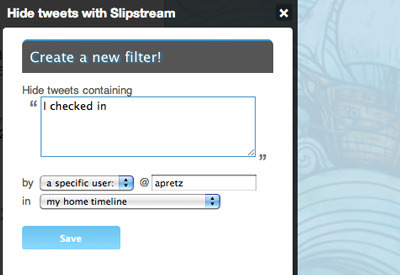 Hide tweets with Slipstream ×
Create a new filter!
Hide tweets containing
“ I checked in ”
by a specific user: @ apretz
in my home timeline
Save